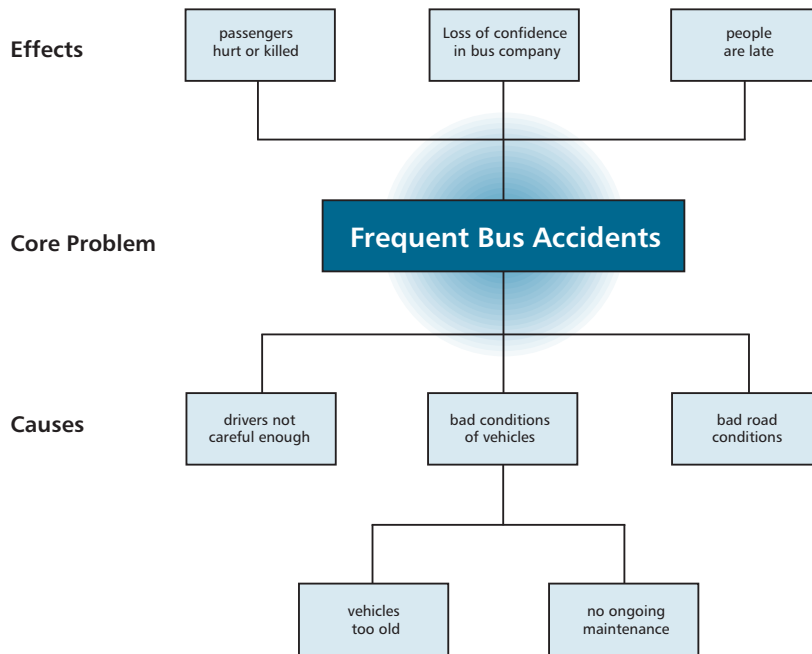 Effects
passengers
hurt or killed
Loss of confidence
in bus company
people
are late
Core Problem
Frequent Bus Accidents
Causes
drivers not
careful enough
bad conditions
of vehicles
bad road
conditions
vehicles
too old
no ongoing
maintenance